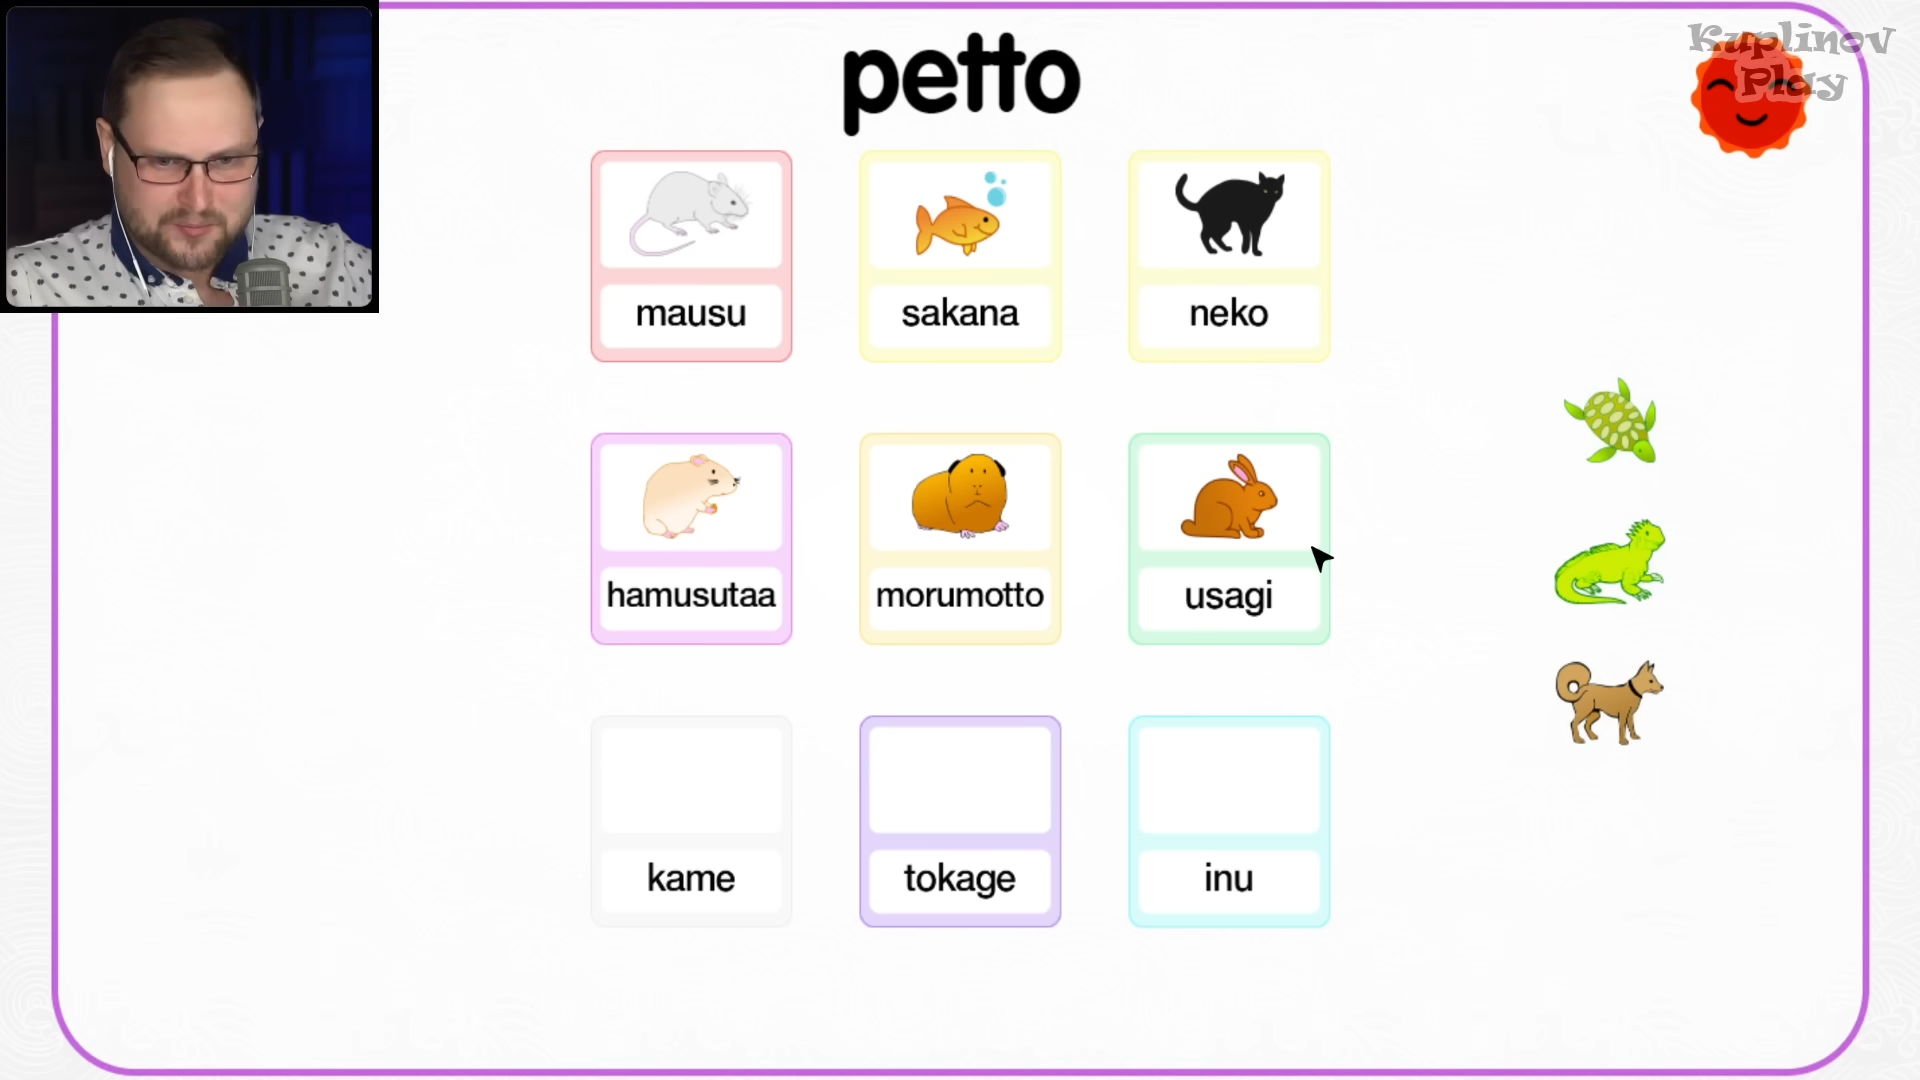 Kuplinov
Play
petto
mausu
sakana
neko
hamusutaa
morumotto
usagi
kame
tokage
inu